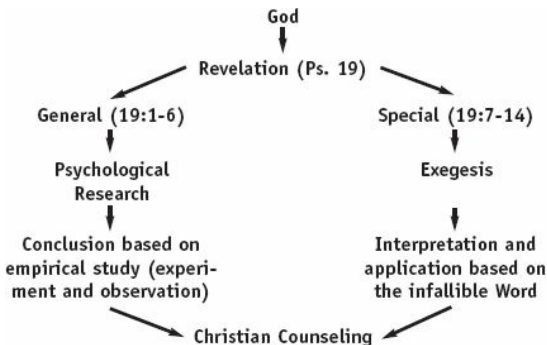 God
Revelation (Ps. 19)
General (19:1-6)
Special (19:7-14)
Psychological
Research
Exegesis
Conclusion based on
empirical study (experi-
ment and observation)
Interpretation and
application based on
the infallible Word
Christian Counseling